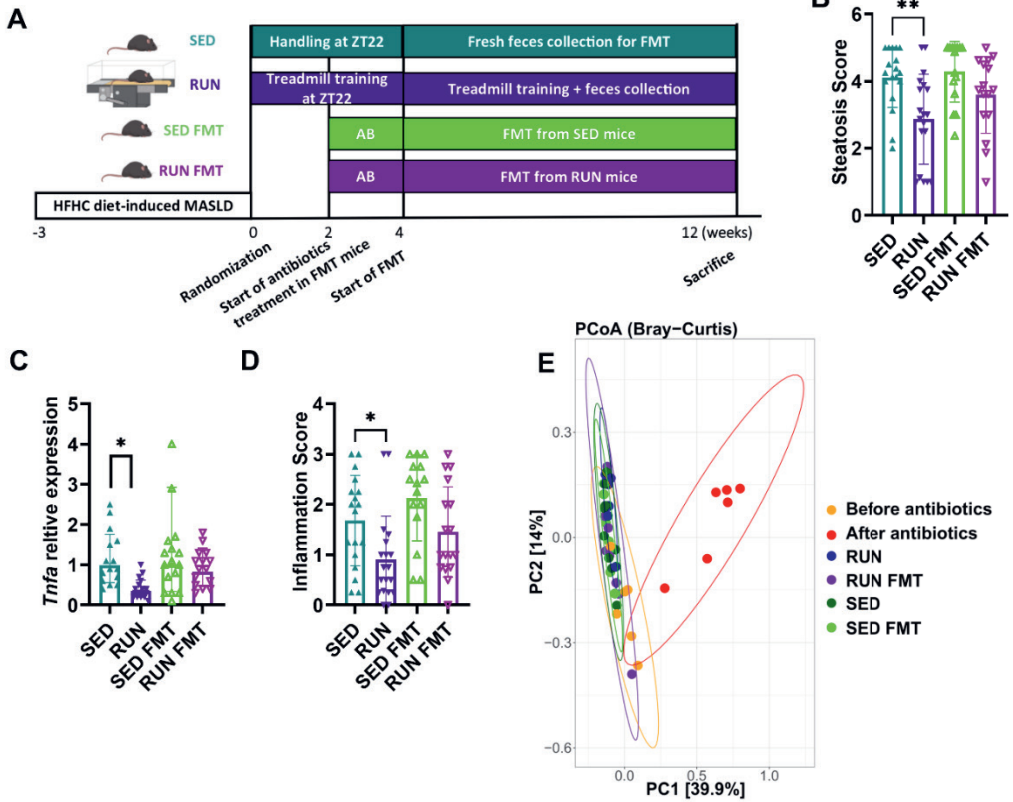 A
SED
RUN
SED FMT
RUN FMT
Handling at ZT22
Fresh feces collection for FMT
Treadmill training
at ZT22
Treadmill training + feces collection
AB
FMT from SED mice
AB
FMT from RUN mice
HFHC diet-induced MASLD
-3
0
2
4
12 (weeks)
Randomization
Start of antibiotics
treatment in FMT mice
Start of FMT
Sacrifice
B
Steatosis Score
6
4
2
0
**
SED
RUN
SED FMT
RUN FMT
C
Tnfa reltive expression
5
4
3
2
1
0
*
SED
RUN
SED FMT
RUN FMT
D
Inflammation Score
4
3
2
1
0
*
SED
RUN
SED FMT
RUN FMT
E
PCoA (Bray−Curtis)
PC2 [14%]
0.3
0.0
−0.3
−0.6
0.0
0.5
1.0
PC1 [39.9%]
Before antibiotics
After antibiotics
RUN
RUN FMT
SED
SED FMT